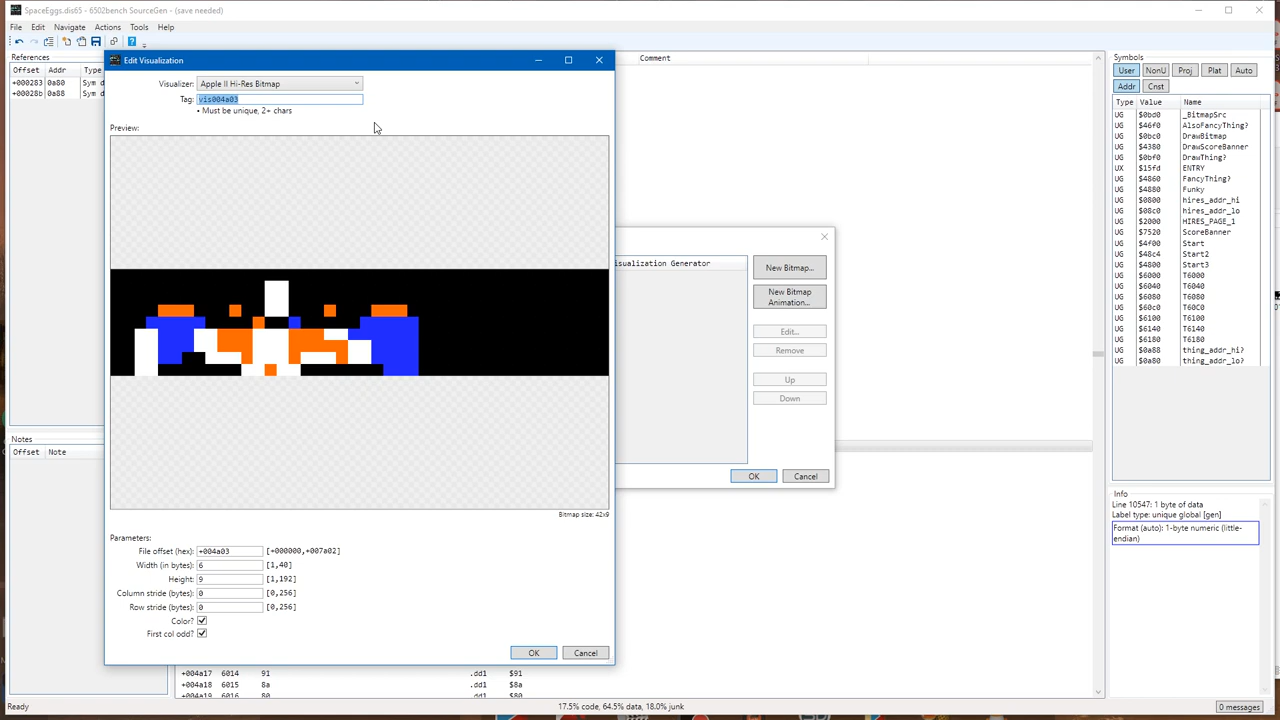 SpaceEggs.dis65 - 6502bench SourceGen - (save needed)
File Edit Navigate Actions Tools Help
References
Offset Addr Type
+000283 0a80 Sym d
+00028b 0a88 Sym d
Notes
Offset Note
Edit Visualization
Visualizer: Apple II Hi-Res Bitmap
Tag: vis004a03
• Must be unique, 2+ chars
Preview:
Bitmap size: 42x9
Parameters:
File offset (hex): +004a03 [+000000,+007a02]
Width (in bytes): 6 [1,40]
Height: 9 [1,192]
Column stride (bytes): 0 [0,256]
Row stride (bytes): 0 [0,256]
Color?
First col odd?
OK Cancel
Comment
isualization Generator
New Bitmap...
New Bitmap
Animation...
Edit...
Remove
Up
Down
OK Cancel
+004a17 6014 91 .dd1 $91
+004a18 6015 8a .dd1 $8a
+004a19 6016 80 .dd1 $80
Symbols
User NonU Proj Plat Auto
Addr Cnst
Type Value Name
UG $0bd0 _BitmapSrc
UG $46f0 AlsoFancyThing?
UG $0bc0 DrawBitmap
UG $4380 DrawScoreBanner
UG $0bf0 DrawThing?
UX $15fd ENTRY
UG $4860 FancyThing?
UG $4880 Funky
UG $0800 hires_addr_hi
UG $08c0 hires_addr_lo
UG $2000 HIRES_PAGE_1
UG $7520 ScoreBanner
UG $4f00 Start
UG $48c4 Start2
UG $4800 Start3
UG $6000 T6000
UG $6040 T6040
UG $6080 T6080
UG $60c0 T60C0
UG $6100 T6100
UG $6140 T6140
UG $6180 T6180
UG $0a88 thing_addr_hi?
UG $0a80 thing_addr_lo?
Info
Line 10547: 1 byte of data
Label type: unique global [gen]
Format (auto): 1-byte numeric (little-
endian)
Ready
17.5% code, 64.5% data, 18.0% junk
0 messages